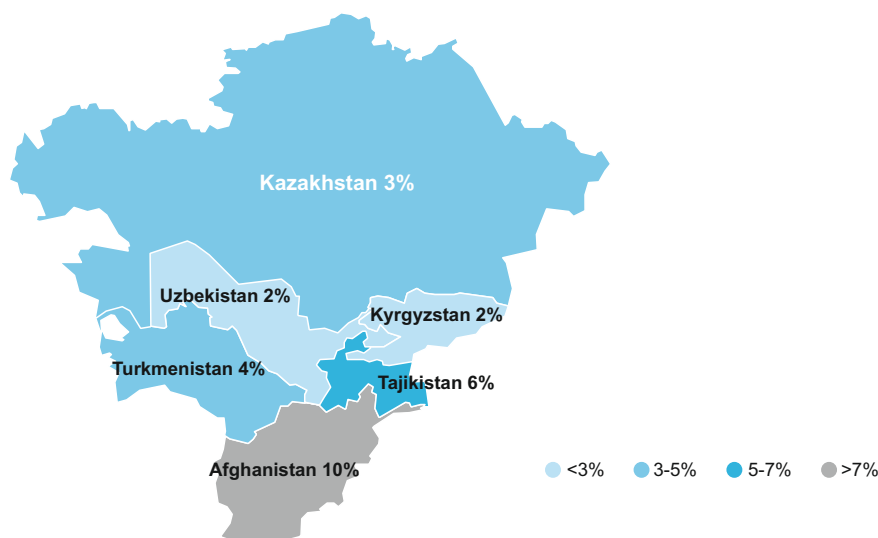 Kazakhstan 3%
Uzbekistan 2%
Kyrgyzstan 2%
Turkmenistan 4%
Tajikistan 6%
Afghanistan 10%
<3%
3-5%
5-7%
>7%